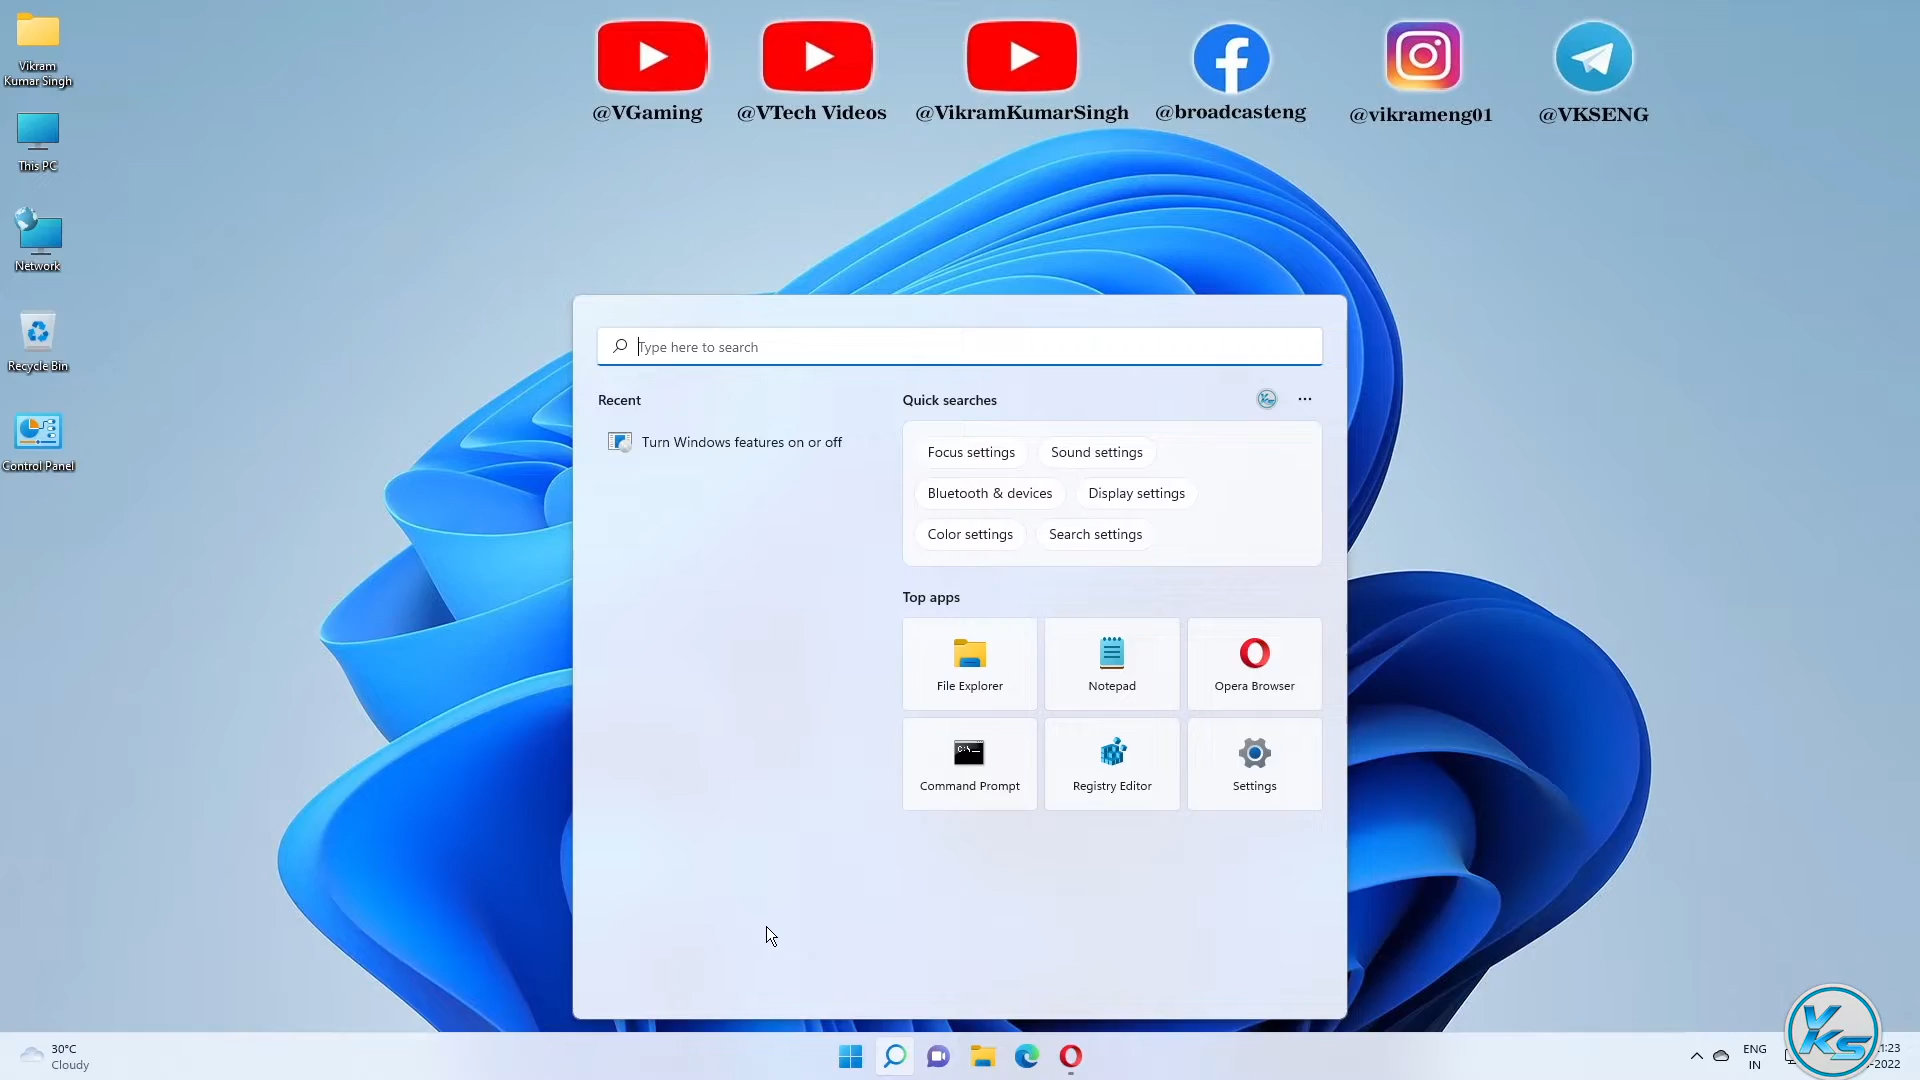 Vikram
Kumar Singh
This PC
Network
Recycle Bin
Control Panel
@VGaming
@VTech Videos
@VikramKumarSingh
@broadcasteng
@vikrameng01
@VKSENG
Type here to search
Recent
Turn Windows features on or off
Quick searches
Focus settings
Sound settings
Bluetooth & devices
Display settings
Color settings
Search settings
Top apps
File Explorer
Notepad
Opera Browser
Command Prompt
Registry Editor
Settings
30°C
Cloudy
ENG
IN
VKS